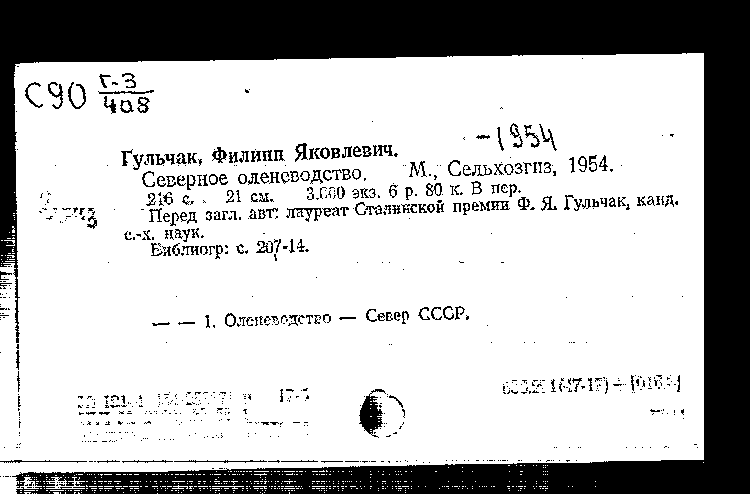 С90 Г-3
408
-1954
Гульчак, Филипп Яковлевич.
Северное оленеводство. М., Сельхозгиз, 1954.
216 с. 21 см. 3.000 экз. 6 р. 80 к. В пер.
Перед загл. авт: лауреат Сталинской премии Ф. Я. Гульчак, канд.
с.-х. наук.
Библиогр: с. 207-14.
— — 1. Оленеводство — Север СССР.